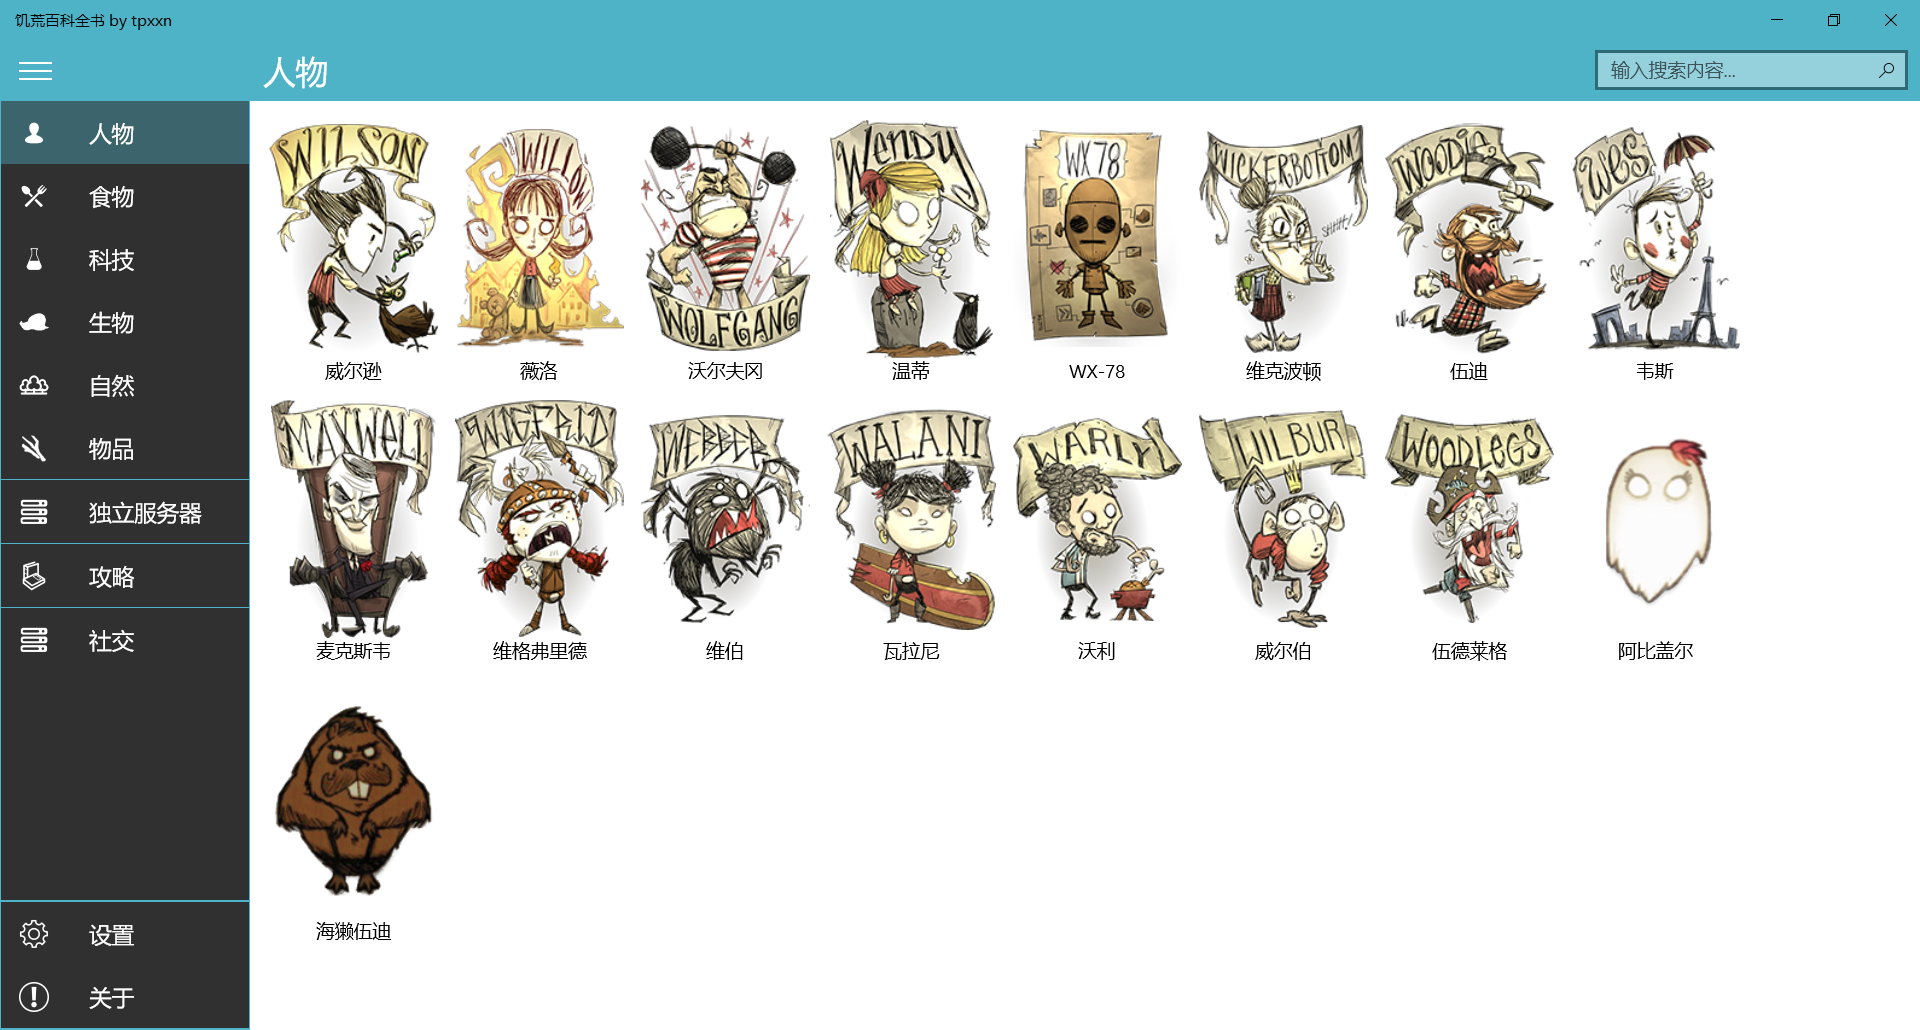 饥荒百科全书 by tpxxn
人物
输入搜索内容...
人物
食物
科技
生物
自然
物品
独立服务器
攻略
社交
设置
关于
WILSON
WILLOW
WOLFGANG
Wendy
WX78
WICKERBOTTOM
SHHH!
WOODIE
WES
威尔逊
薇洛
沃尔夫冈
温蒂
WX-78
维克波顿
伍迪
韦斯
MAXWELL
WIGFRID
WEBBER
WALANI
WARLY
WILBUR
WOODLEGS
麦克斯韦
维格弗里德
维伯
瓦拉尼
沃利
威尔伯
伍德莱格
阿比盖尔
海獭伍迪